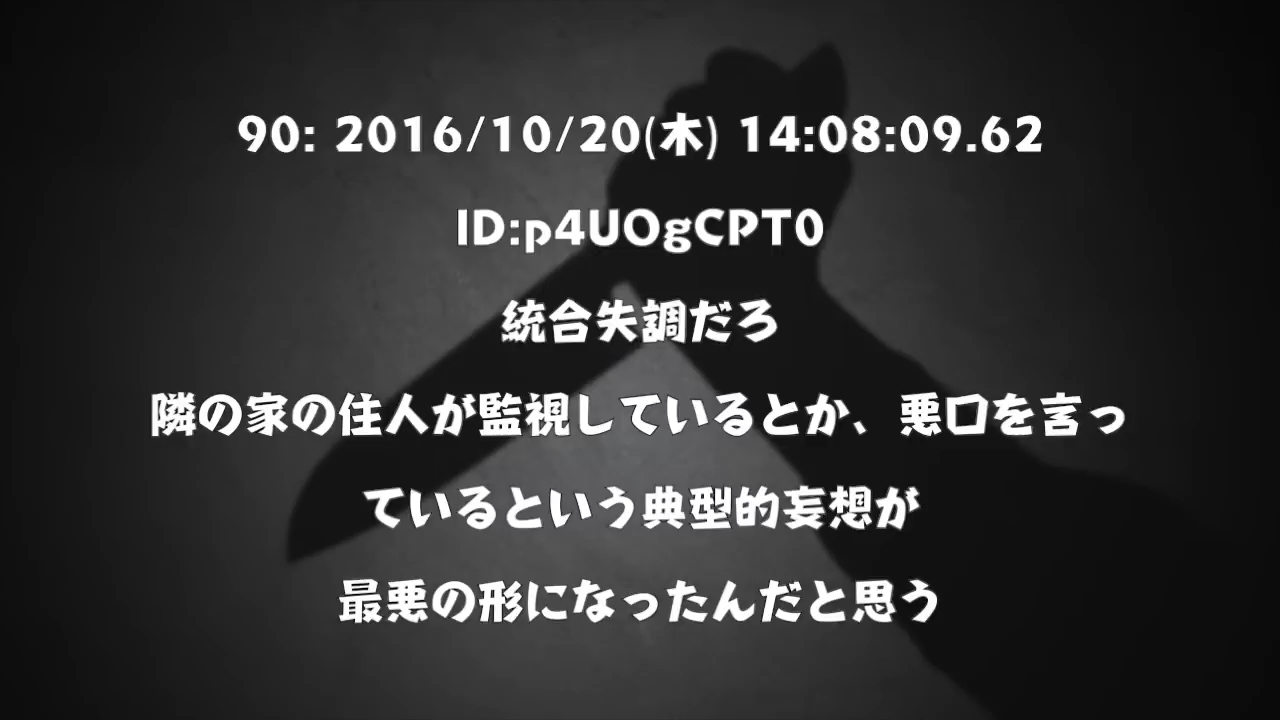 90: 2016/10/20(木) 14:08:09.62
ID:p4UOgCPT0
統合失調だろ
隣の家の住人が監視しているとか、悪口を言っ
ているという典型的妄想が
最悪の形になったんだと思う